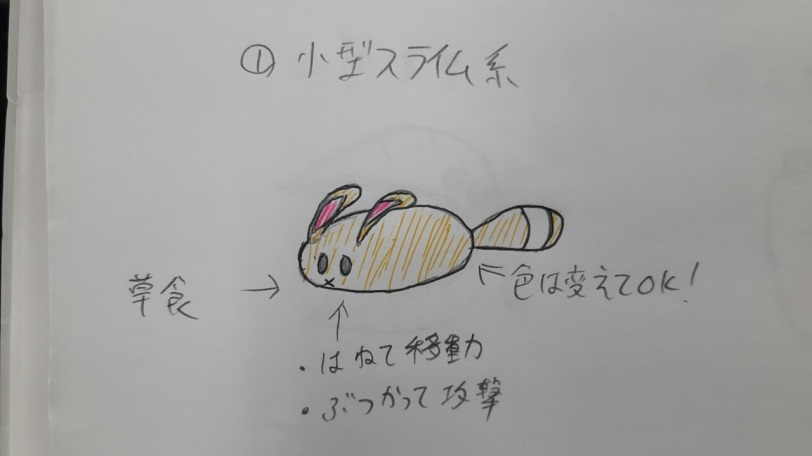 ① 小型スライム系
草食 →
← 色は変えてOK!
↑
・はねて移動
・ぶつかって攻撃